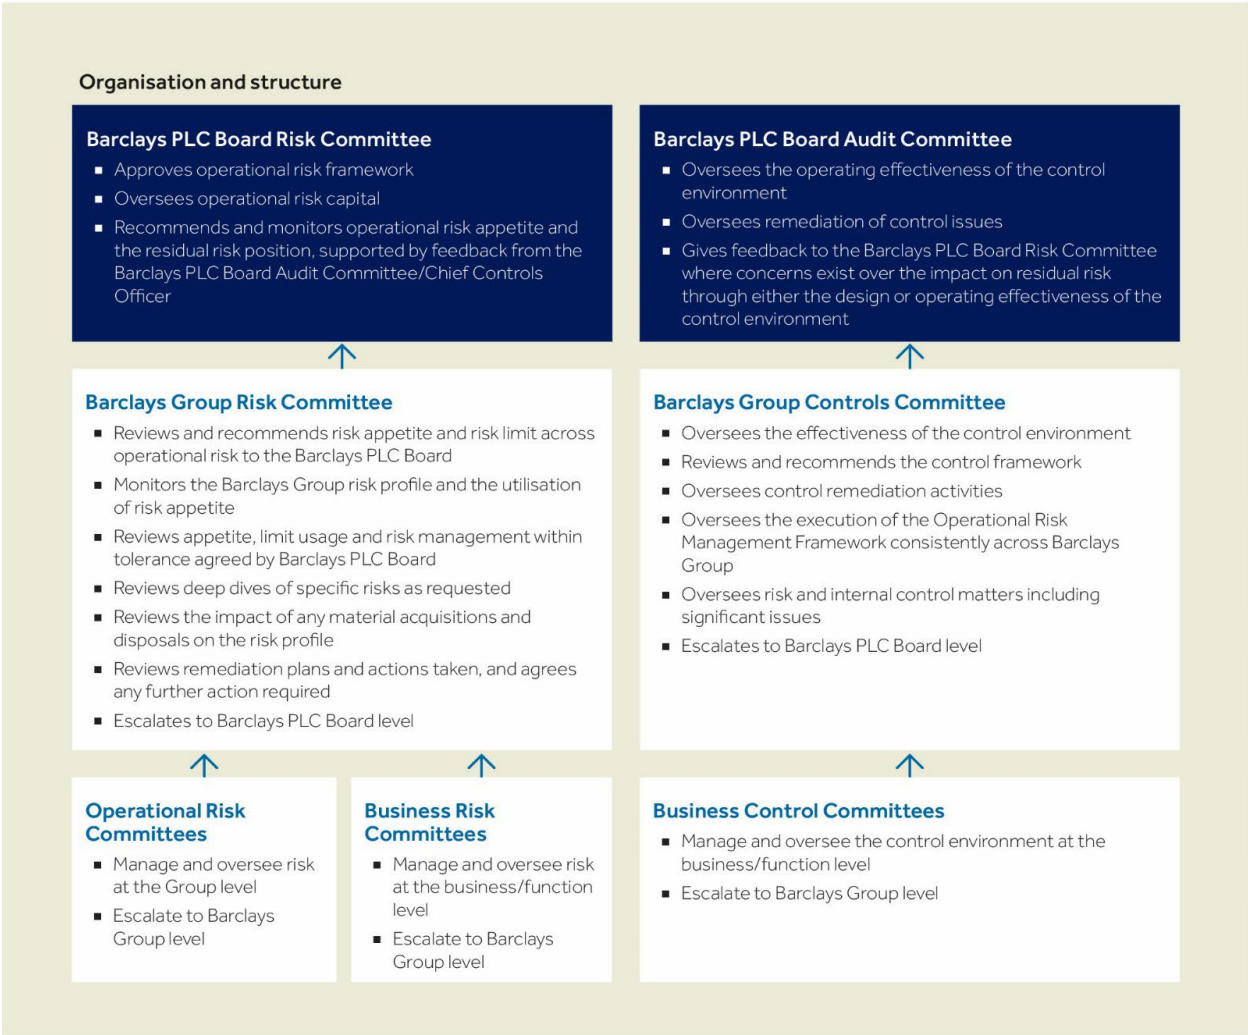 Organisation and structure
Barclays PLC Board Risk Committee
▪ Approves operational risk framework
▪ Oversees operational risk capital
▪ Recommends and monitors operational risk appetite and
the residual risk position, supported by feedback from the
Barclays PLC Board Audit Committee/Chief Controls
Officer
Barclays PLC Board Audit Committee
▪ Oversees the operating effectiveness of the control
environment
▪ Oversees remediation of control issues
▪ Gives feedback to the Barclays PLC Board Risk Committee
where concerns exist over the impact on residual risk
through either the design or operating effectiveness of the
control environment
Barclays Group Risk Committee
▪ Reviews and recommends risk appetite and risk limit across
operational risk to the Barclays PLC Board
▪ Monitors the Barclays Group risk profile and the utilisation
of risk appetite
▪ Reviews appetite, limit usage and risk management within
tolerance agreed by Barclays PLC Board
▪ Reviews deep dives of specific risks as requested
▪ Reviews the impact of any material acquisitions and
disposals on the risk profile
▪ Reviews remediation plans and actions taken, and agrees
any further action required
▪ Escalates to Barclays PLC Board level
Barclays Group Controls Committee
▪ Oversees the effectiveness of the control environment
▪ Reviews and recommends the control framework
▪ Oversees control remediation activities
▪ Oversees the execution of the Operational Risk
Management Framework consistently across Barclays
Group
▪ Oversees risk and internal control matters including
significant issues
▪ Escalates to Barclays PLC Board level
Operational Risk
Committees
▪ Manage and oversee risk
at the Group level
▪ Escalate to Barclays
Group level
Business Risk
Committees
▪ Manage and oversee risk
at the business/function
level
▪ Escalate to Barclays
Group level
Business Control Committees
▪ Manage and oversee the control environment at the
business/function level
▪ Escalate to Barclays Group level